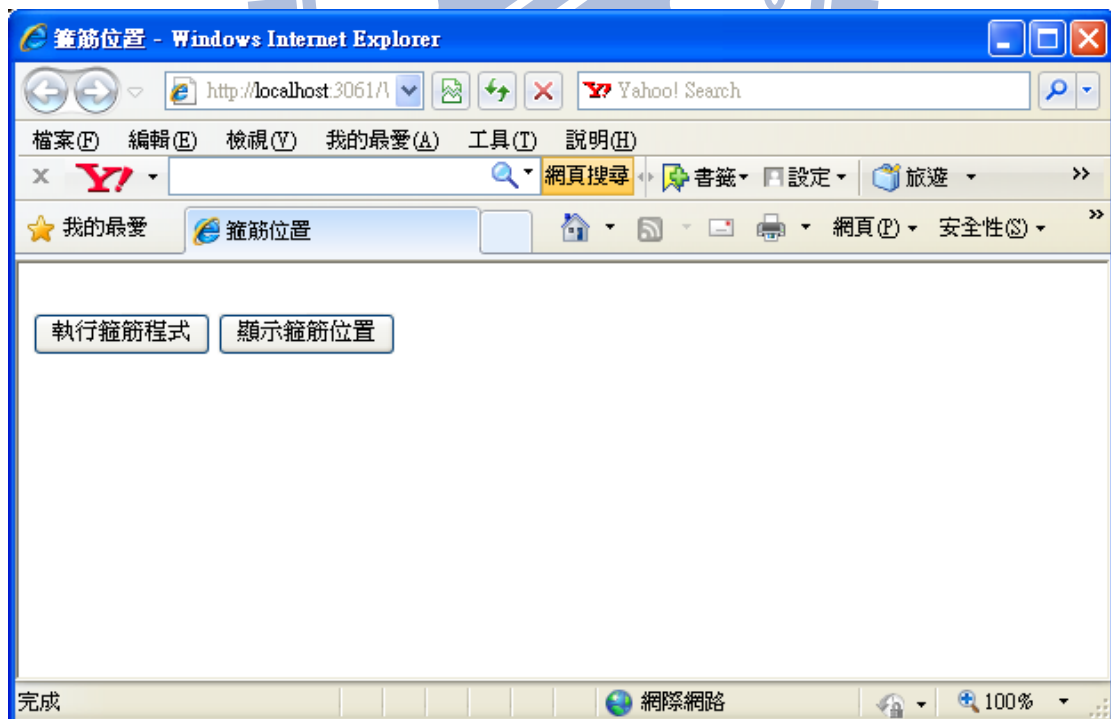 箍筋位置 - Windows Internet Explorer
http://localhost:3061/\ Yahoo! Search
檔案(F) 編輯(E) 檢視(V) 我的最愛(A) 工具(T) 說明(H)
x Y! 網頁搜尋 書籤 設定 旅遊 »
我的最愛 箍筋位置 網頁(P) 安全性(S) »
執行箍筋程式 顯示箍筋位置
完成 網際網路 100%